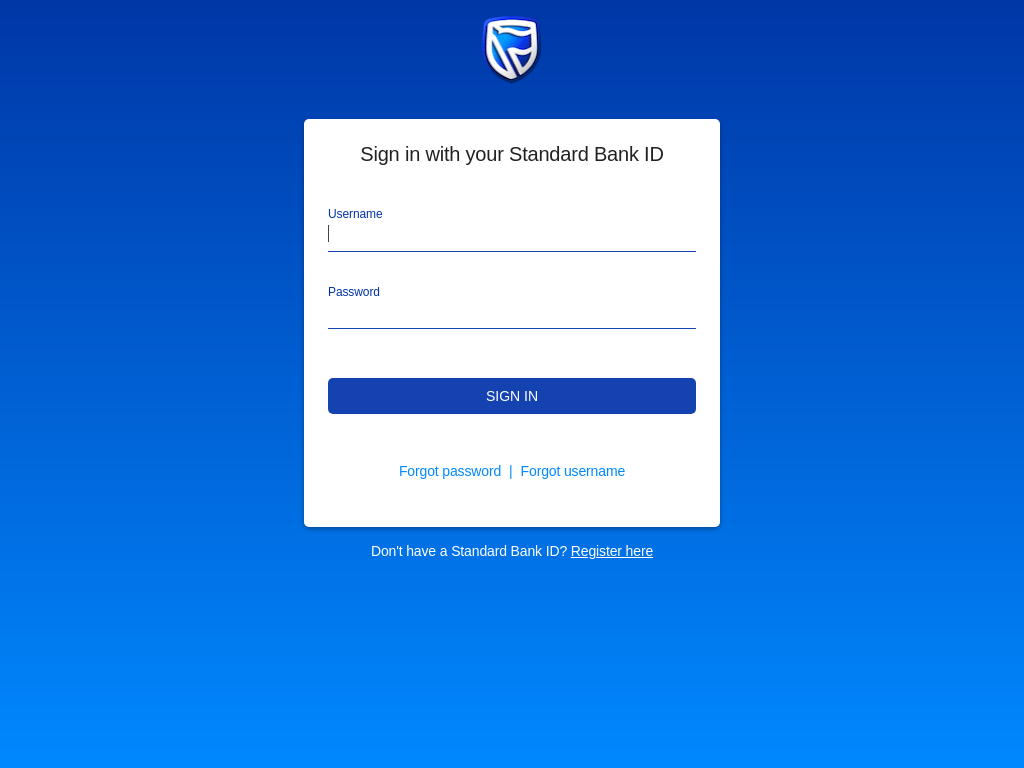 Sign in with your Standard Bank ID
Username
Password
SIGN IN
Forgot password | Forgot username
Don't have a Standard Bank ID? Register here